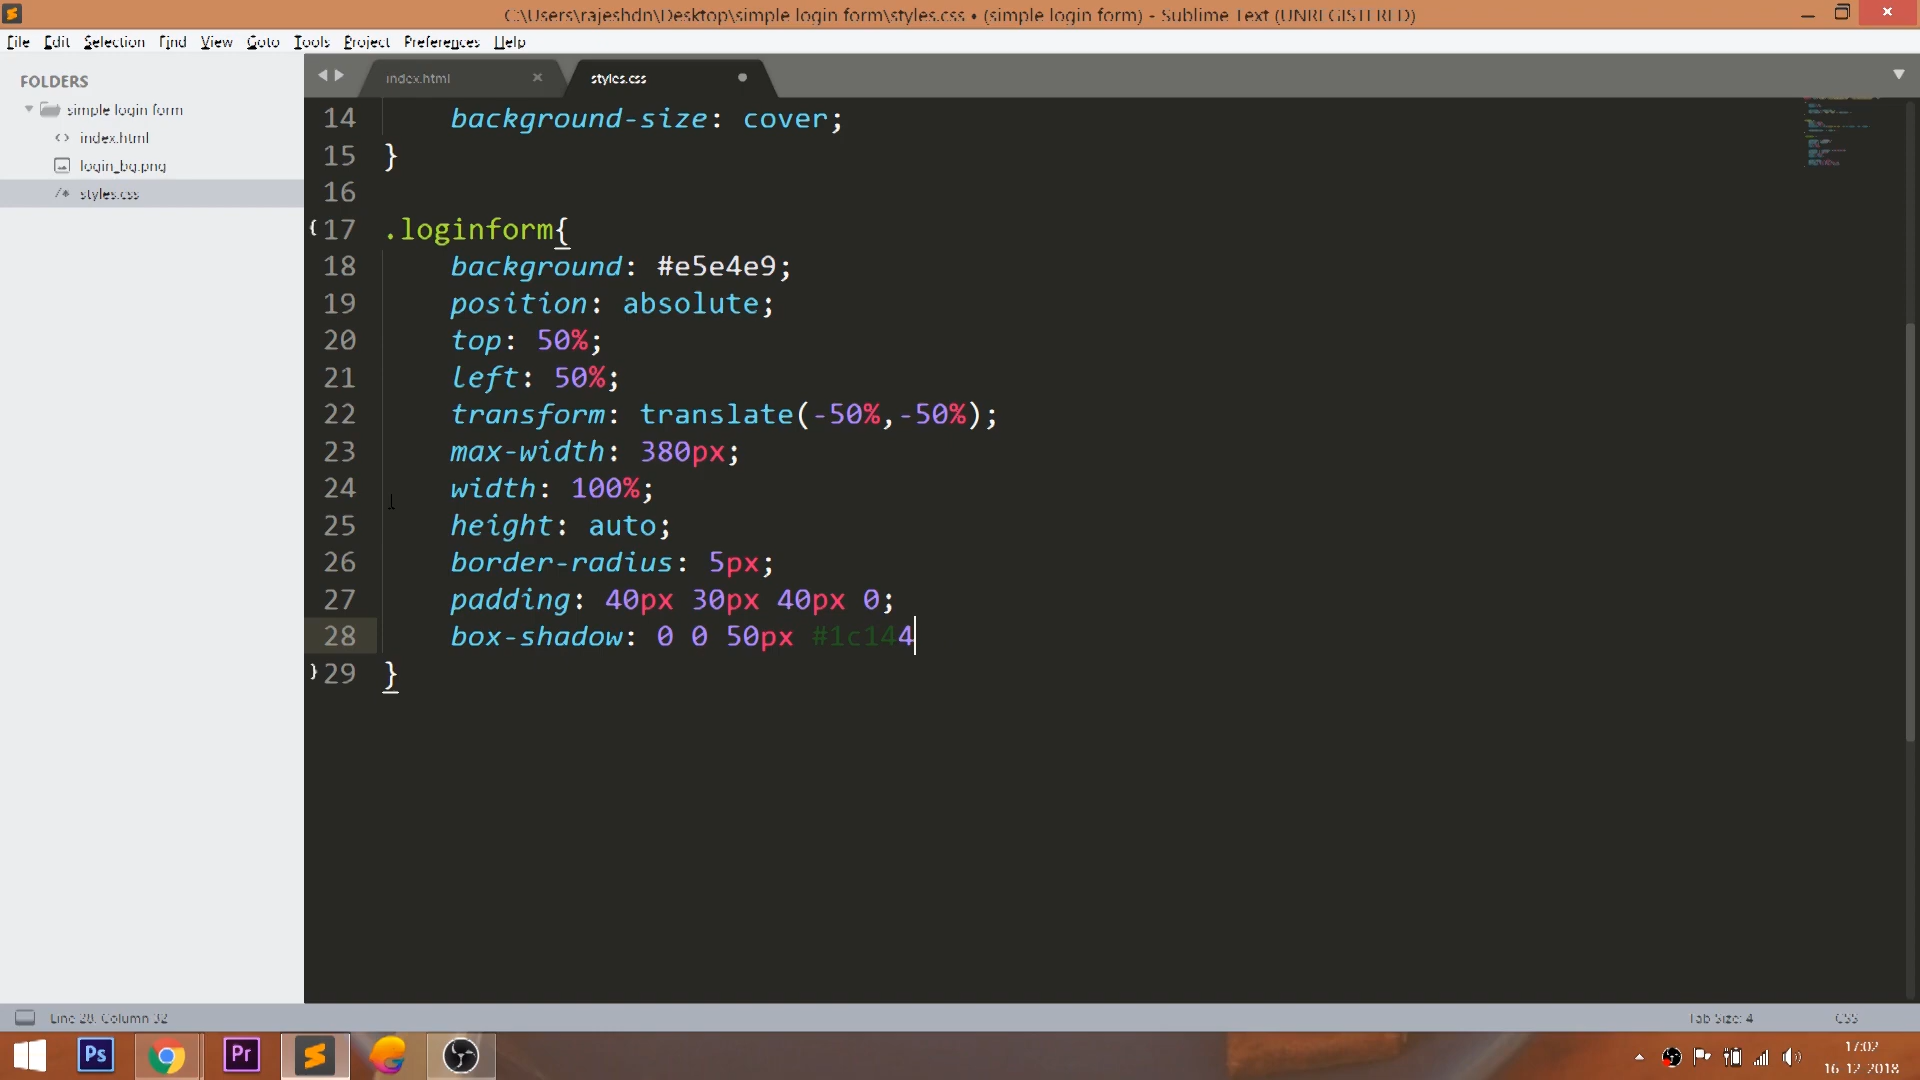 C:\Users\rajeshdn\Desktop\simple login form\styles.css • (simple login form) - Sublime Text (UNREGISTERED)
File Edit Selection Find View Goto Tools Project Preferences Help
FOLDERS
simple login form
index.html
login_bg.png
styles.css
index.html
styles.css
14 background-size: cover;
15 }
16
17 .loginform{
18 background: #e5e4e9;
19 position: absolute;
20 top: 50%;
21 left: 50%;
22 transform: translate(-50%,-50%);
23 max-width: 380px;
24 width: 100%;
25 height: auto;
26 border-radius: 5px;
27 padding: 40px 30px 40px 0;
28 box-shadow: 0 0 50px #1c144
29 }
Line 28, Column 32
Tab Size: 4
CSS
Ps
Pr
17:02
16-12-2018